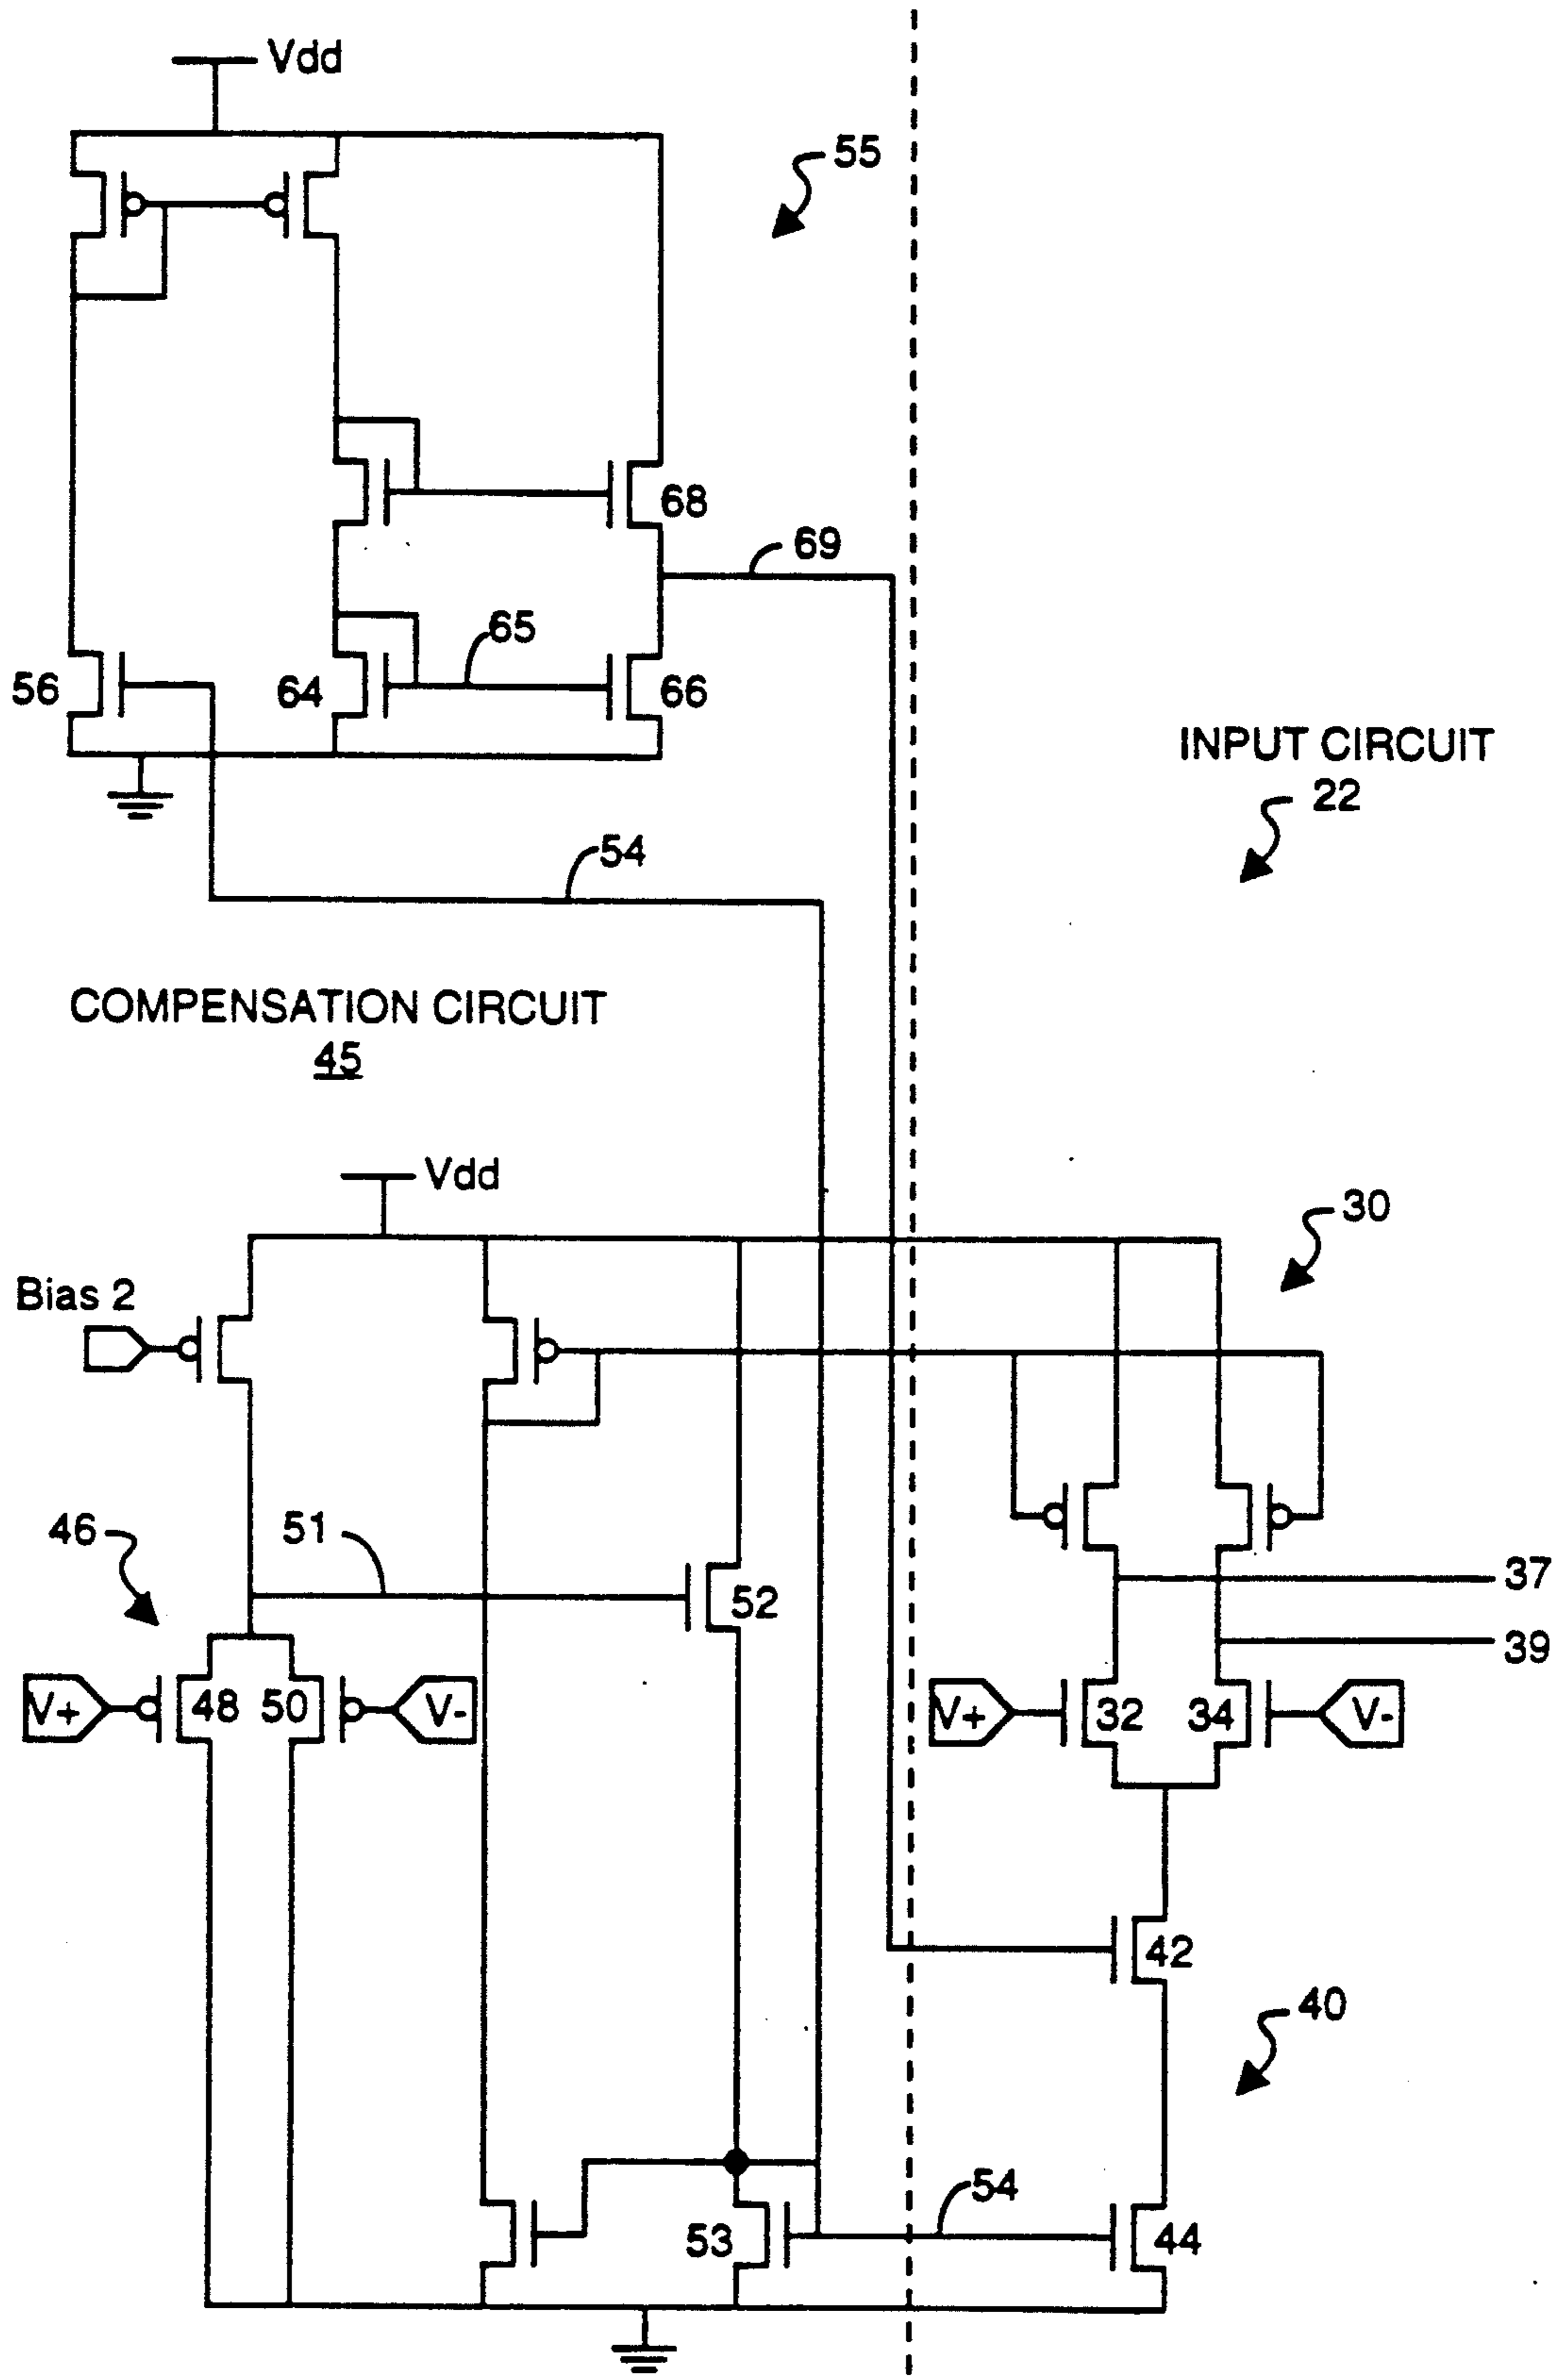 Vdd
55
68
69
65
56
64
66
INPUT CIRCUIT
22
54
COMPENSATION CIRCUIT
45
Vdd
30
Bias 2
51
46
37
52
39
V+
48
50
V-
V+
32
34
V-
42
40
54
53
44